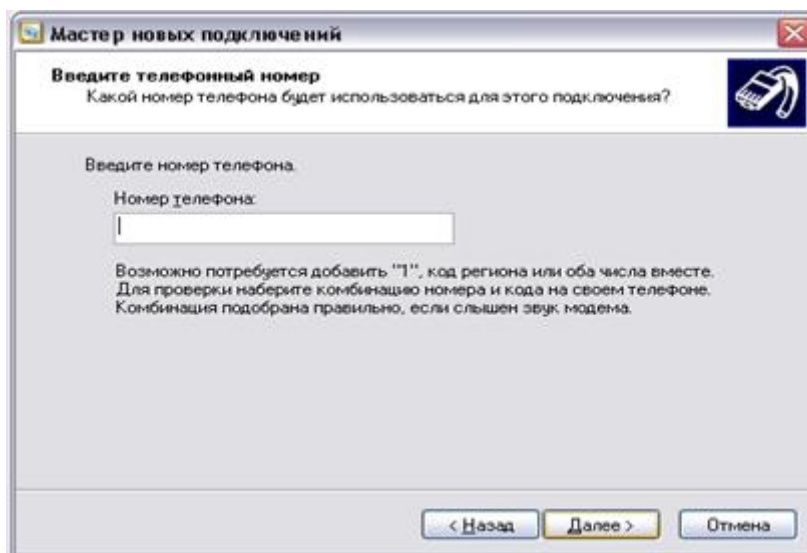 Мастер новых подключений
Введите телефонный номер
Какой номер телефона будет использоваться для этого подключения?
Введите номер телефона.
Номер телефона:
Возможно потребуется добавить "1", код региона или оба числа вместе.
Для проверки наберите комбинацию номера и кода на своем телефоне.
Комбинация подобрана правильно, если слышен звук модема.
< Назад Далее > Отмена